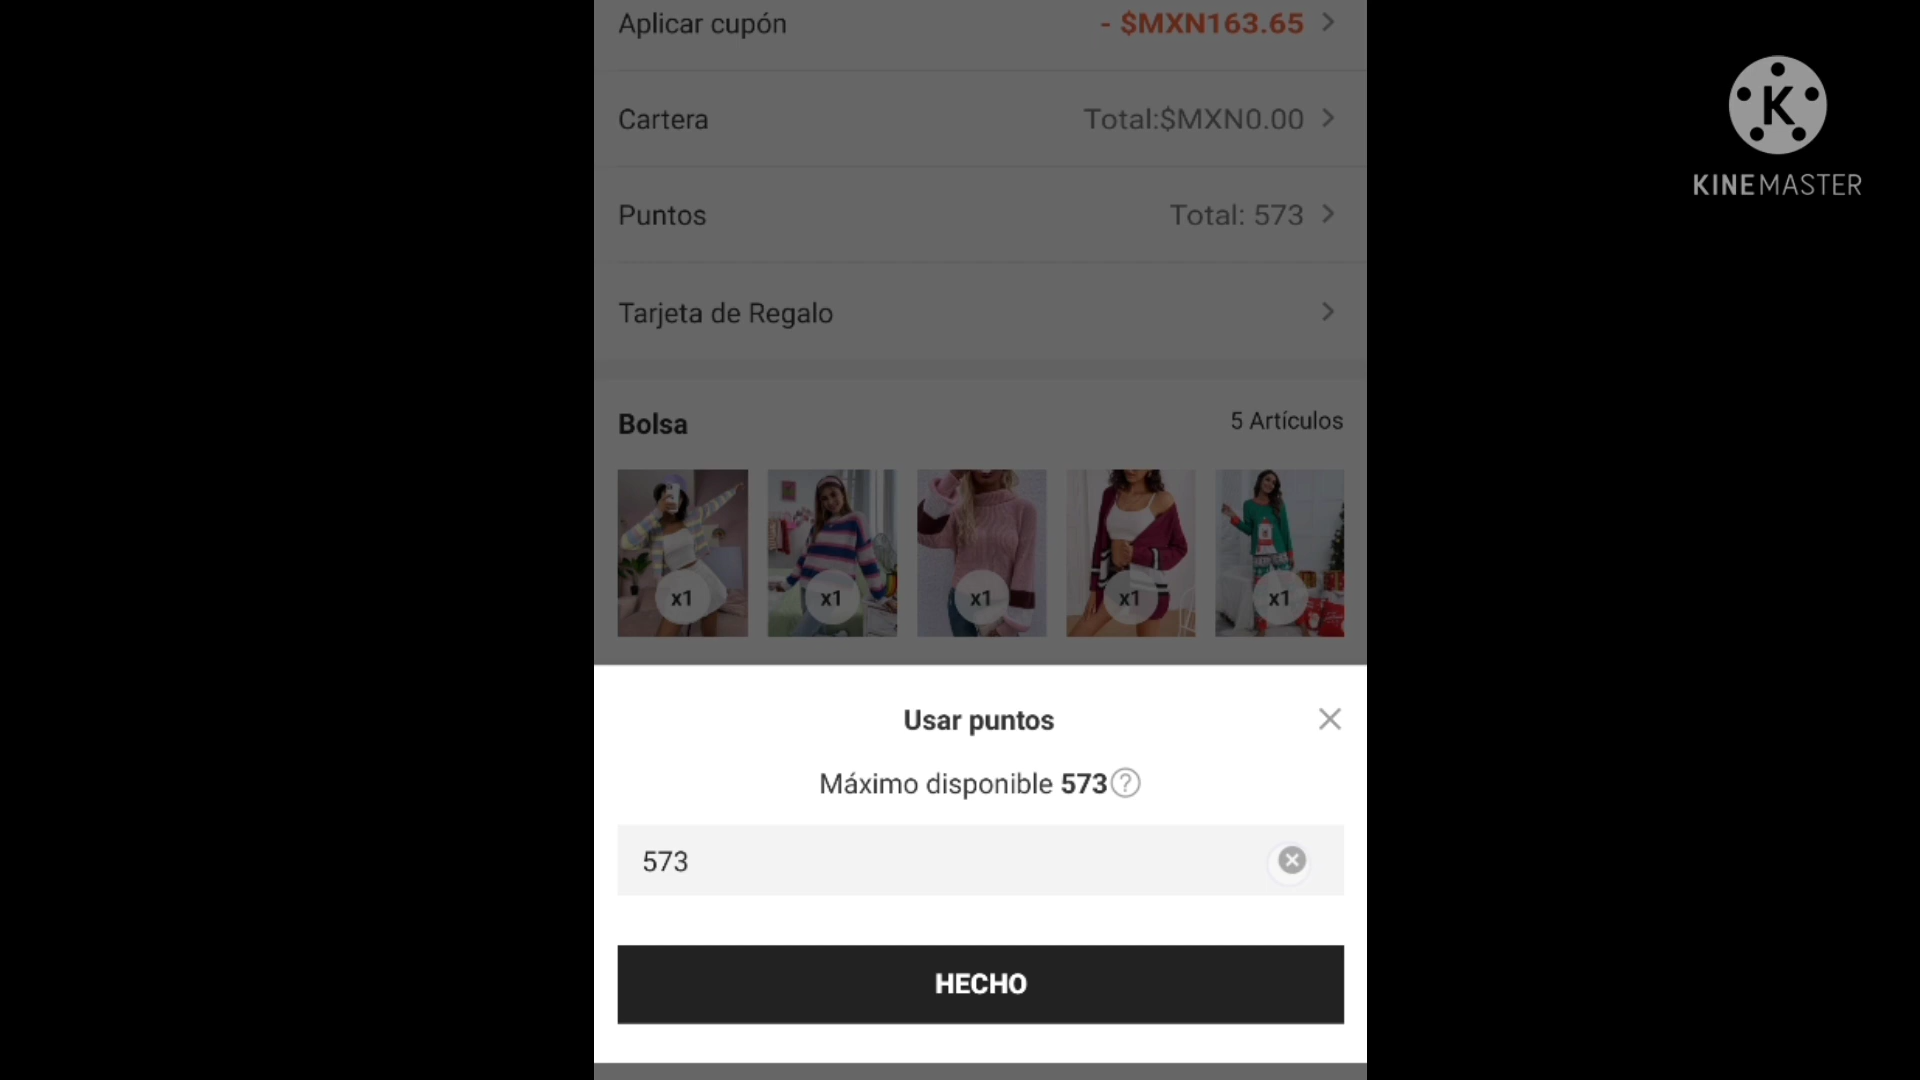 Aplicar cupón - $MXN163.65
Cartera Total:$MXN0.00
Puntos Total: 573
Tarjeta de Regalo
Bolsa 5 Artículos
x1 x1 x1 x1 x1
Usar puntos
Máximo disponible 573 ?
573
HECHO
K
KINEMASTER